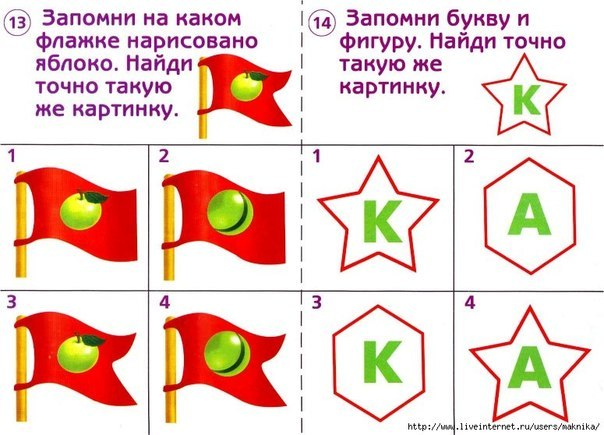 13 Запомни на каком
флажке нарисовано
яблоко. Найди
точно такую
же картинку.
14 Запомни букву и
фигуру. Найди точно
такую же
картинку.
К
1
2
3
4
1
К
2
А
3
К
4
А
http://www.liveinternet.ru/users/maknika/